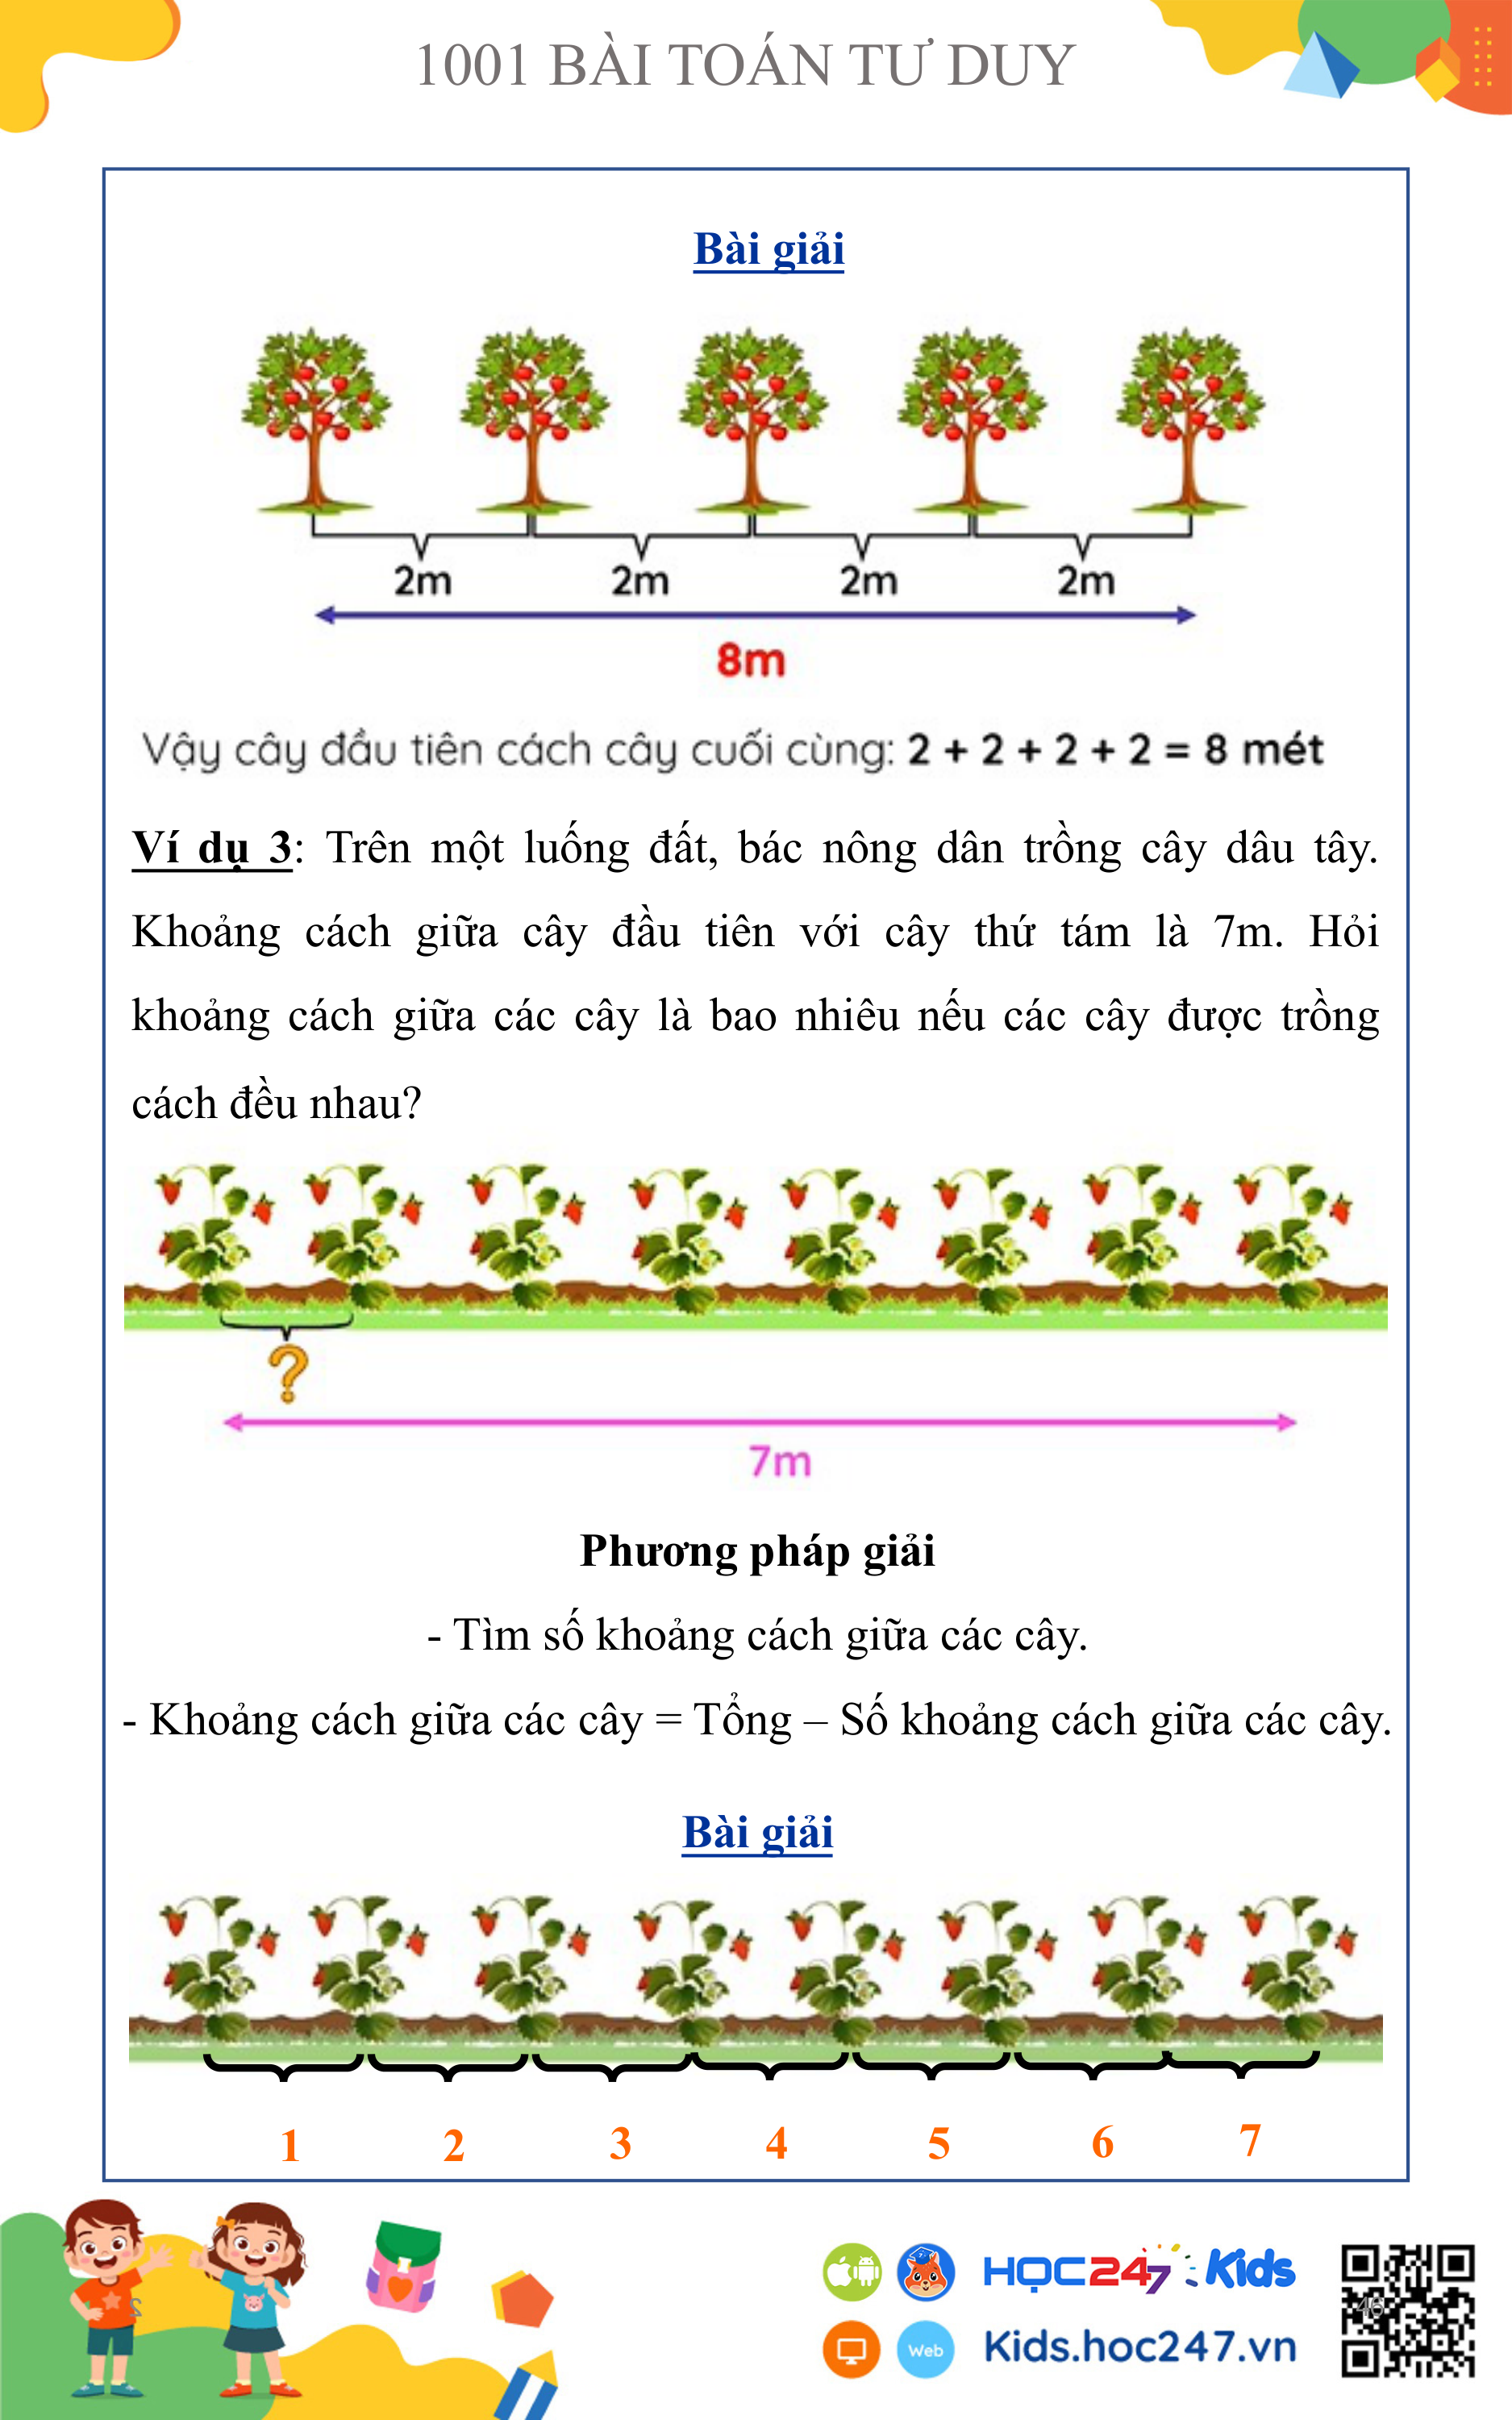 1001 BÀI TOÁN TƯ DUY
Bài giải
2m 2m 2m 2m
8m
Vậy cây đầu tiên cách cây cuối cùng: 2 + 2 + 2 + 2 = 8 mét
Ví dụ 3: Trên một luống đất, bác nông dân trồng cây dâu tây.
Khoảng cách giữa cây đầu tiên với cây thứ tám là 7m. Hỏi
khoảng cách giữa các cây là bao nhiêu nếu các cây được trồng
cách đều nhau?
?
7m
Phương pháp giải
- Tìm số khoảng cách giữa các cây.
- Khoảng cách giữa các cây = Tổng – Số khoảng cách giữa các cây.
Bài giải
1 2 3 4 5 6 7
HỌC247 Kids
46
Web Kids.hoc247.vn